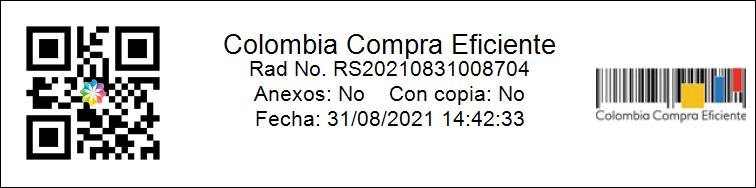 Colombia Compra Eficiente
Rad No. RS20210831008704
Anexos: No Con copia: No
Fecha: 31/08/2021 14:42:33
Colombia Compra Eficiente